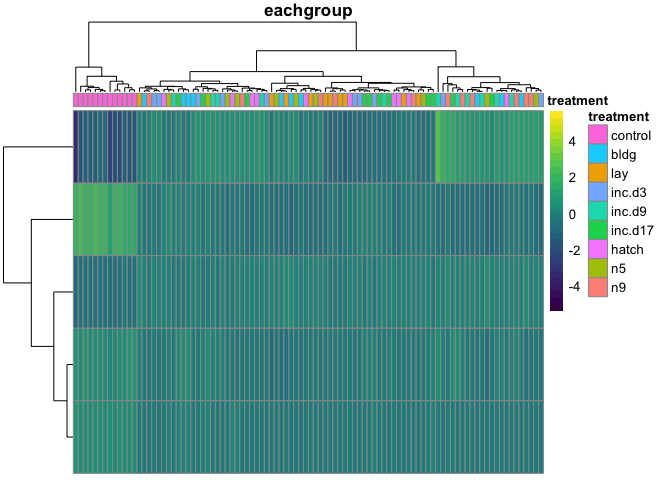 eachgroup
treatment
treatment
control
bldg
lay
inc.d3
inc.d9
inc.d17
hatch
n5
n9
4
2
0
-2
-4